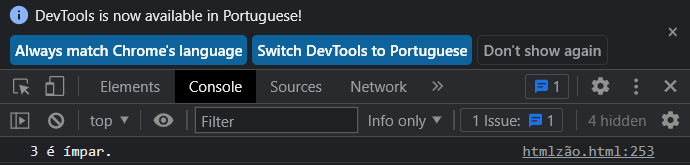 DevTools is now available in Portuguese!
Always match Chrome's language Switch DevTools to Portuguese Don't show again
Elements Console Sources Network 1
top Filter Info only 1 Issue: 1 4 hidden
3 é ímpar. htmlzão.html:253